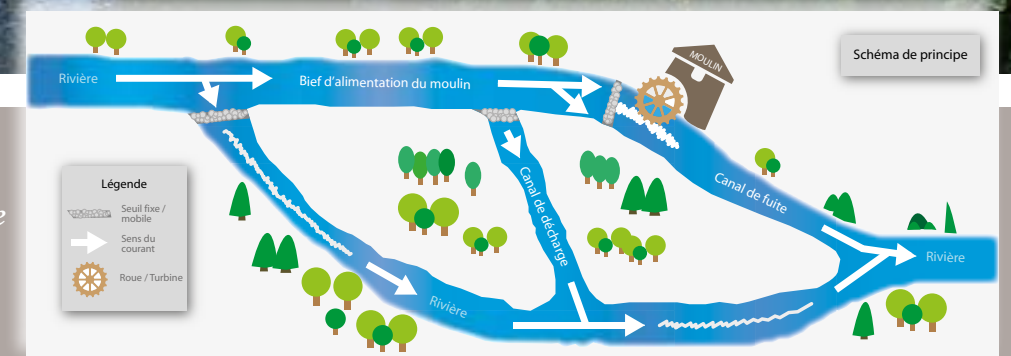 Schéma de principe
MOULIN
Rivière
Bief d'alimentation du moulin
Canal de fuite
Canal de décharge
Rivière
Rivière
Légende
Seuil fixe /
mobile
Sens du
courant
Roue / Turbine
e